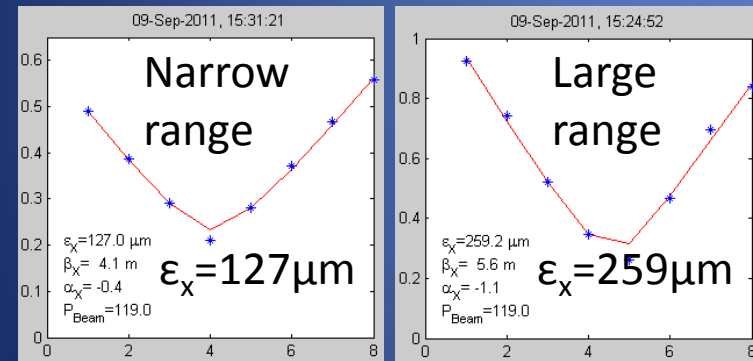 09-Sep-2011, 15:31:21
Narrow
range
0.6
0.5
0.4
0.3
0.2
0.1
0
εX=127.0 μm
βX= 4.1 m
αX= -0.4
PBeam=119.0
εx=127μm
0 2 4 6 8
09-Sep-2011, 15:24:52
Large
range
1
0.8
0.6
0.4
0.2
0
εX=259.2 μm
βX= 5.6 m
αX= -1.1
PBeam=119.0
εx=259μm
0 2 4 6 8